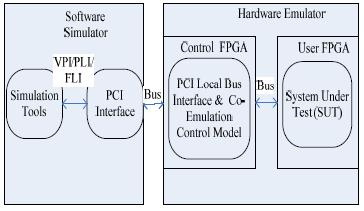 Software
Simulator
Hardware Emulator
VPI/PLI/
FLI
Simulation
Tools
PCI
Interface
Bus
Control FPGA
PCI Local Bus
Interface & Co-
Emulation
Control Model
Bus
User FPGA
System Under
Test(SUT)